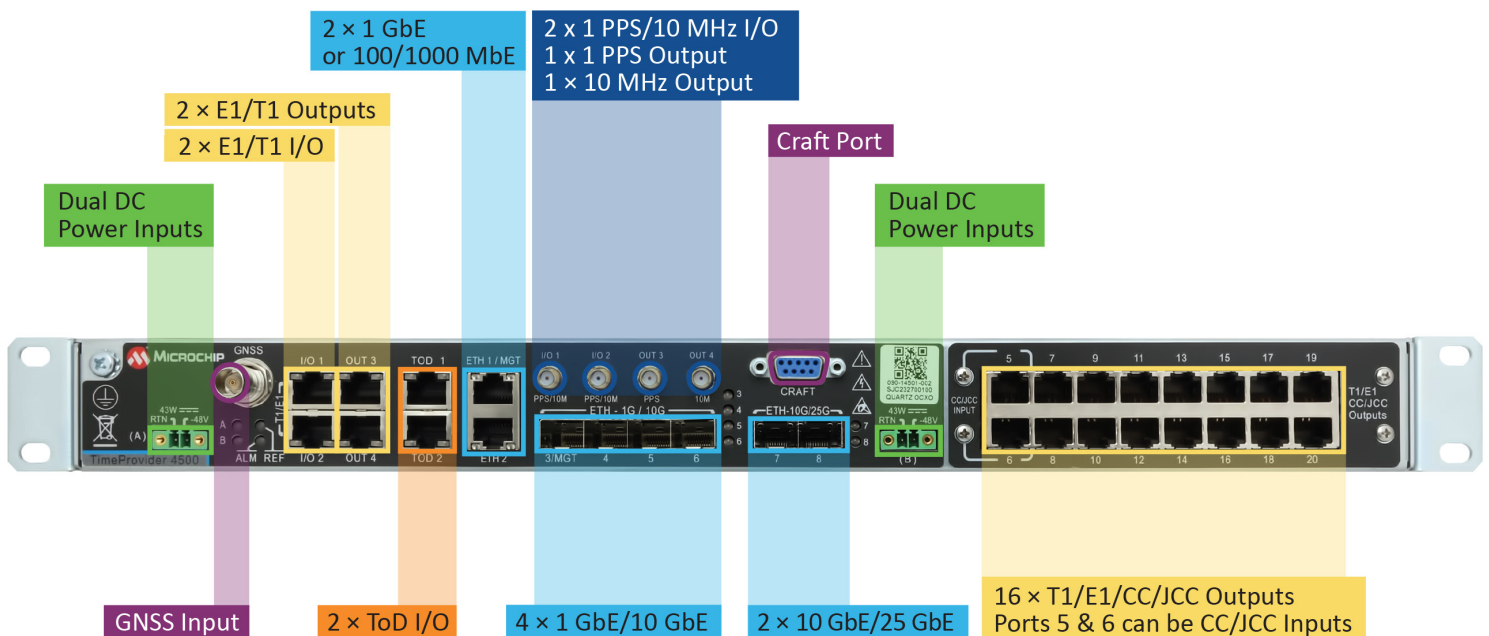 2 × 1 GbE
or 100/1000 MbE
2 x 1 PPS/10 MHz I/O
1 x 1 PPS Output
1 × 10 MHz Output
2 × E1/T1 Outputs
2 × E1/T1 I/O
Craft Port
Dual DC
Power Inputs
Dual DC
Power Inputs
MICROCHIP
GNSS
I/O 1
OUT 3
TOD 1
ETH 1 / MGT
I/O 1
I/O 2
OUT 3
OUT 4
PPS/10M
PPS/10M
PPS
10M
CRAFT
090-14501-002
SJC232700100
QUARTZ OCXO
5
7
9
11
13
15
17
19
T1/E1
CC/JCC
Outputs
CC/JCC
INPUT
T1/E1
43W
RTN
-48V
(A)
A
B
ALM
REF
I/O 2
OUT 4
TOD 2
ETH 2
ETH - 1G / 10G
3/MGT
4
5
6
3
4
5
6
ETH-10G/25G
7
8
7
8
43W
RTN
-48V
(B)
6
8
10
12
14
16
18
20
TimeProvider 4500
GNSS Input
2 × ToD I/O
4 × 1 GbE/10 GbE
2 × 10 GbE/25 GbE
16 × T1/E1/CC/JCC Outputs
Ports 5 & 6 can be CC/JCC Inputs